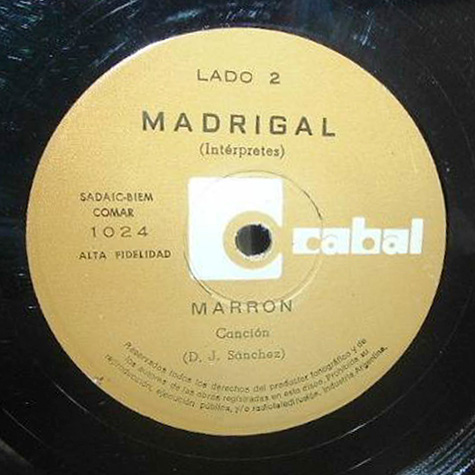 LADO 2
MADRIGAL
(Intérpretes)
SADAIC-BIEM
COMAR
1024
ALTA FIDELIDAD
cabal
MARRON
Canción
(D. J. Sánchez)
Reservados todos los derechos del productor fonográfico y de
los autores de las obras registradas en este disco. Prohibida su
reproducción, ejecución pública, y/o radioteledifusión. Industria Argentina.